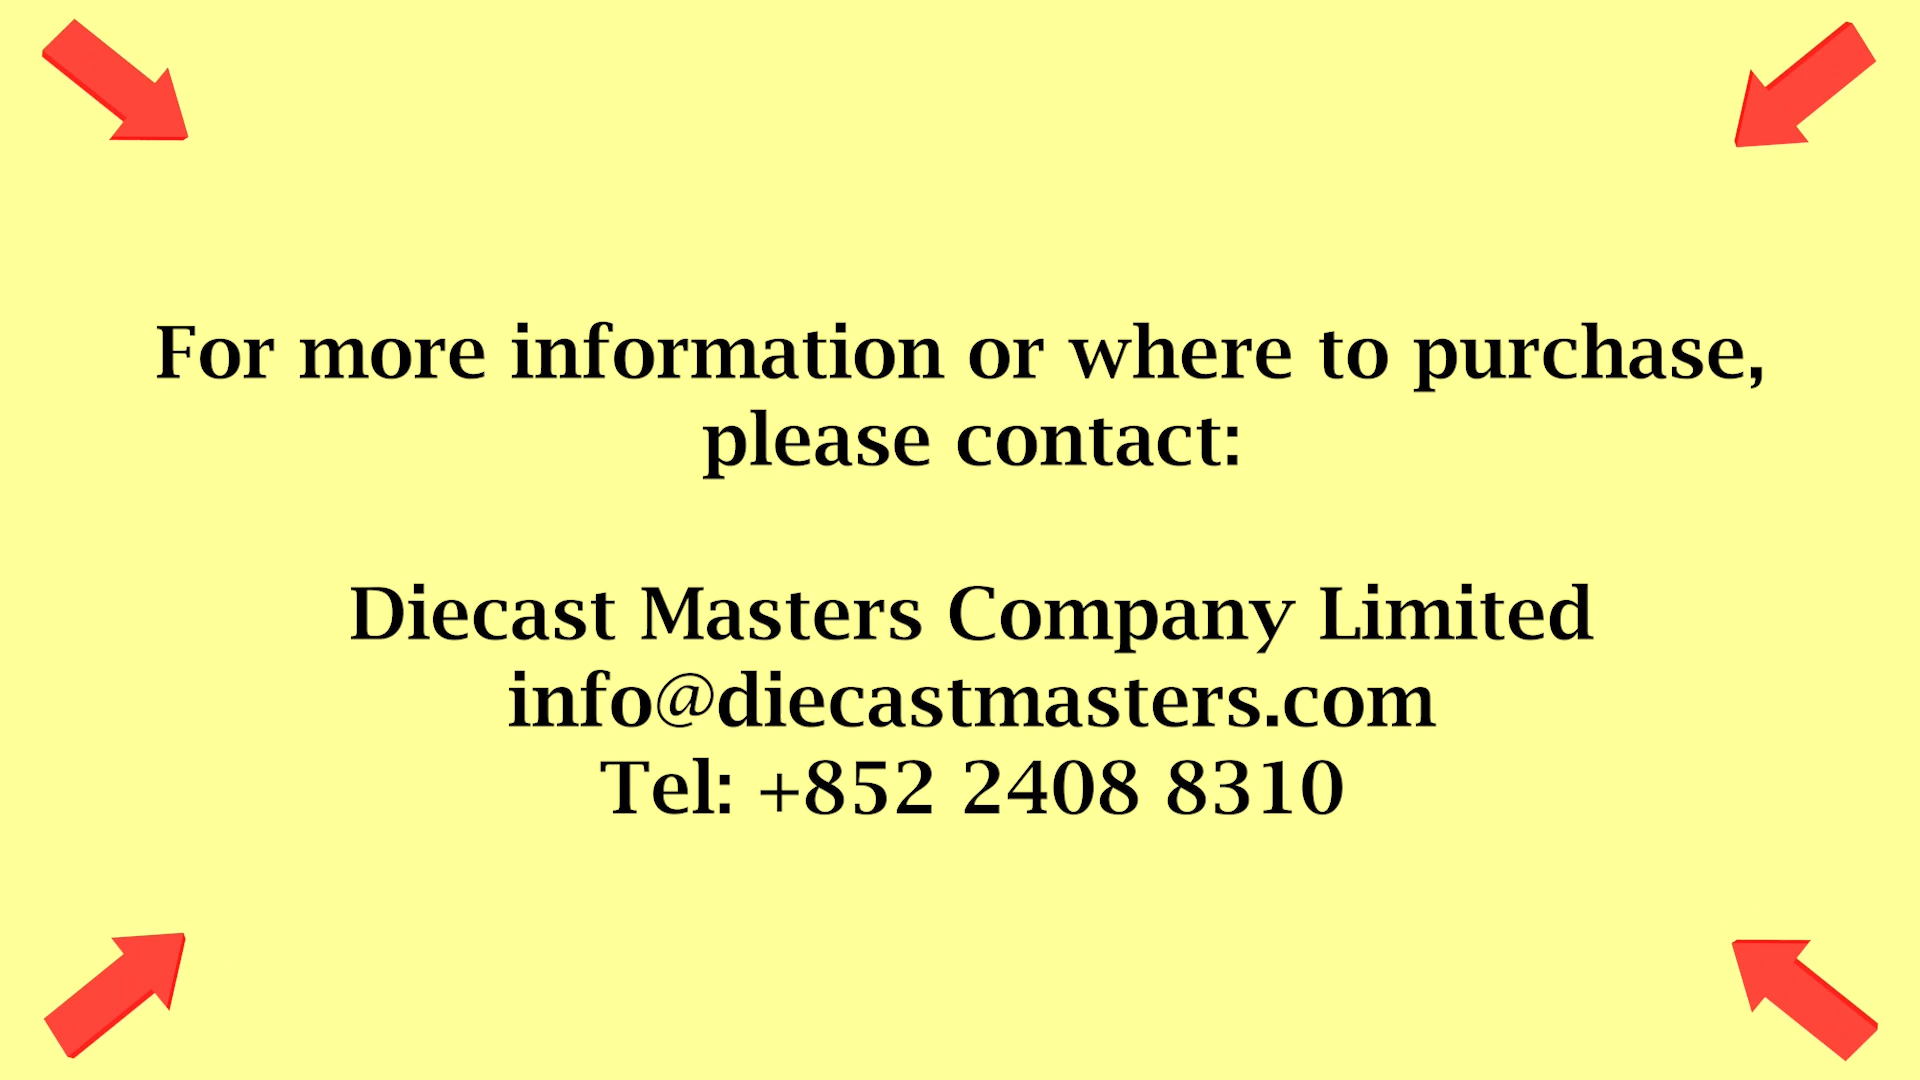 For more information or where to purchase,
please contact:
Diecast Masters Company Limited
info@diecastmasters.com
Tel: +852 2408 8310